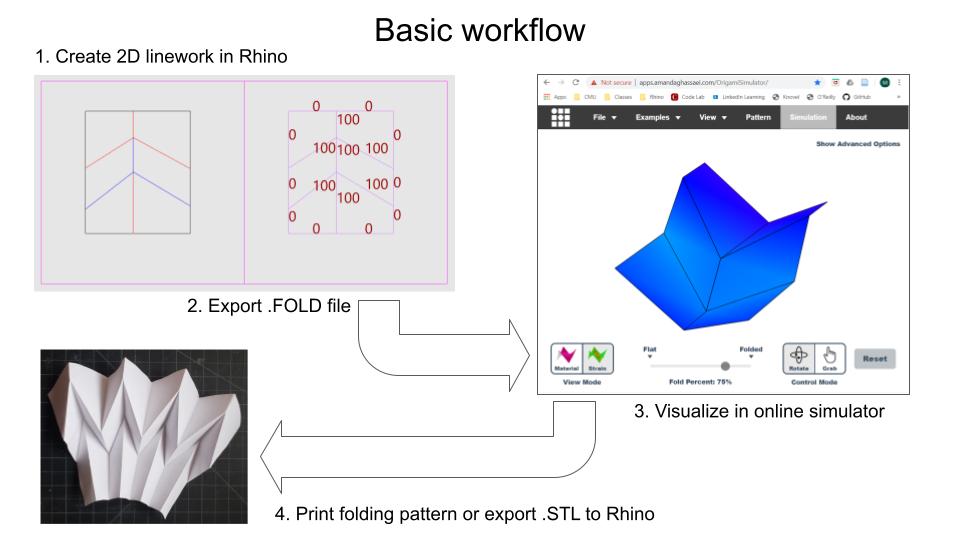 Basic workflow
1. Create 2D linework in Rhino
0 0
100
0 0
100 100 100
0 100 100 0
100
0 0
0 0
2. Export .FOLD file
Not secure | apps.amandaghassaei.com/OrigamiSimulator/
Apps CMU Classes Rhino Code Lab LinkedIn Learning Knovel O'Reilly GitHub »
File Examples View Pattern Simulation About
Show Advanced Options
Flat Folded
Material Strain Rotate Grab Reset
View Mode Fold Percent: 75% Control Mode
3. Visualize in online simulator
4. Print folding pattern or export .STL to Rhino